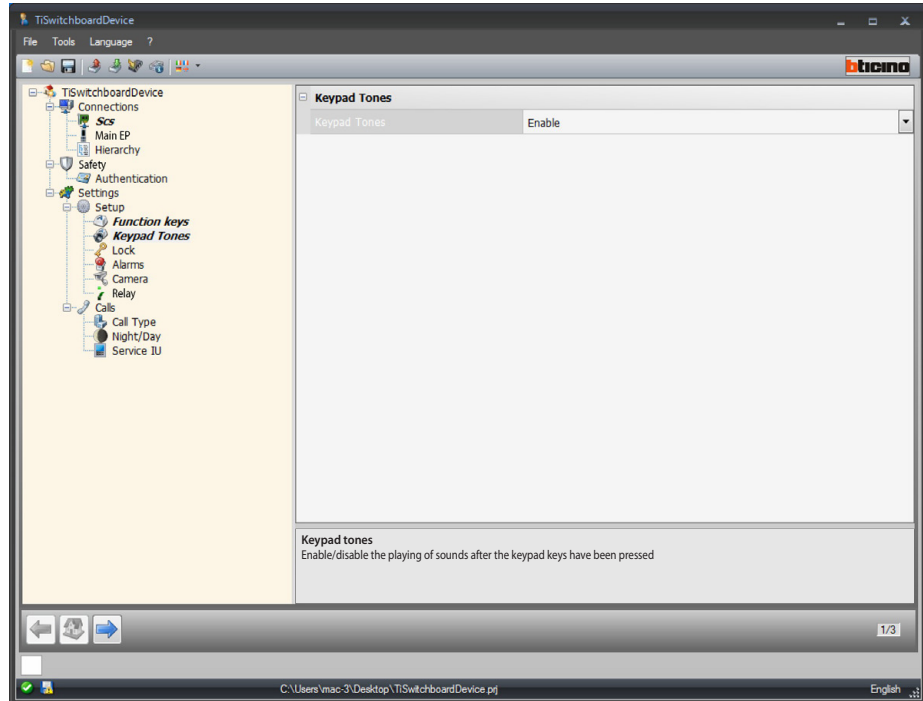 TiSwitchboardDevice
File Tools Language ?
bticino
TiSwitchboardDevice
Connections
Scs
Main EP
Hierarchy
Safety
Authentication
Settings
Setup
Function keys
Keypad Tones
Lock
Alarms
Camera
Relay
Calls
Call Type
Night/Day
Service IU
Keypad Tones
Keypad Tones Enable
Keypad tones
Enable/disable the playing of sounds after the keypad keys have been pressed
1/3
C:\Users\mac-3\Desktop\TiSwitchboardDevice.prj
English